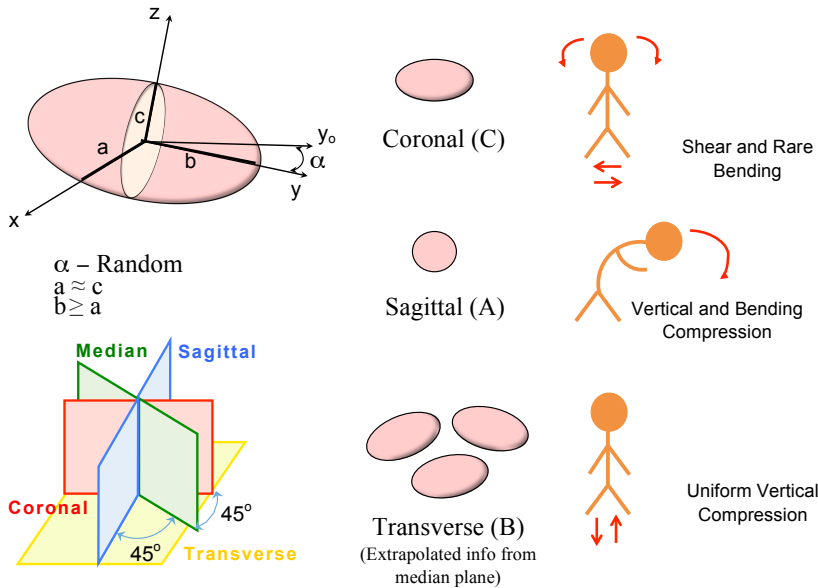 z
c
a
b
yₒ
α
y
x
α – Random
a ≈ c
b ≥ a
Median
Sagittal
Coronal
45°
45°
Transverse
Coronal (C)
Shear and Rare
Bending
Sagittal (A)
Vertical and Bending
Compression
Transverse (B)
(Extrapolated info from
median plane)
Uniform Vertical
Compression